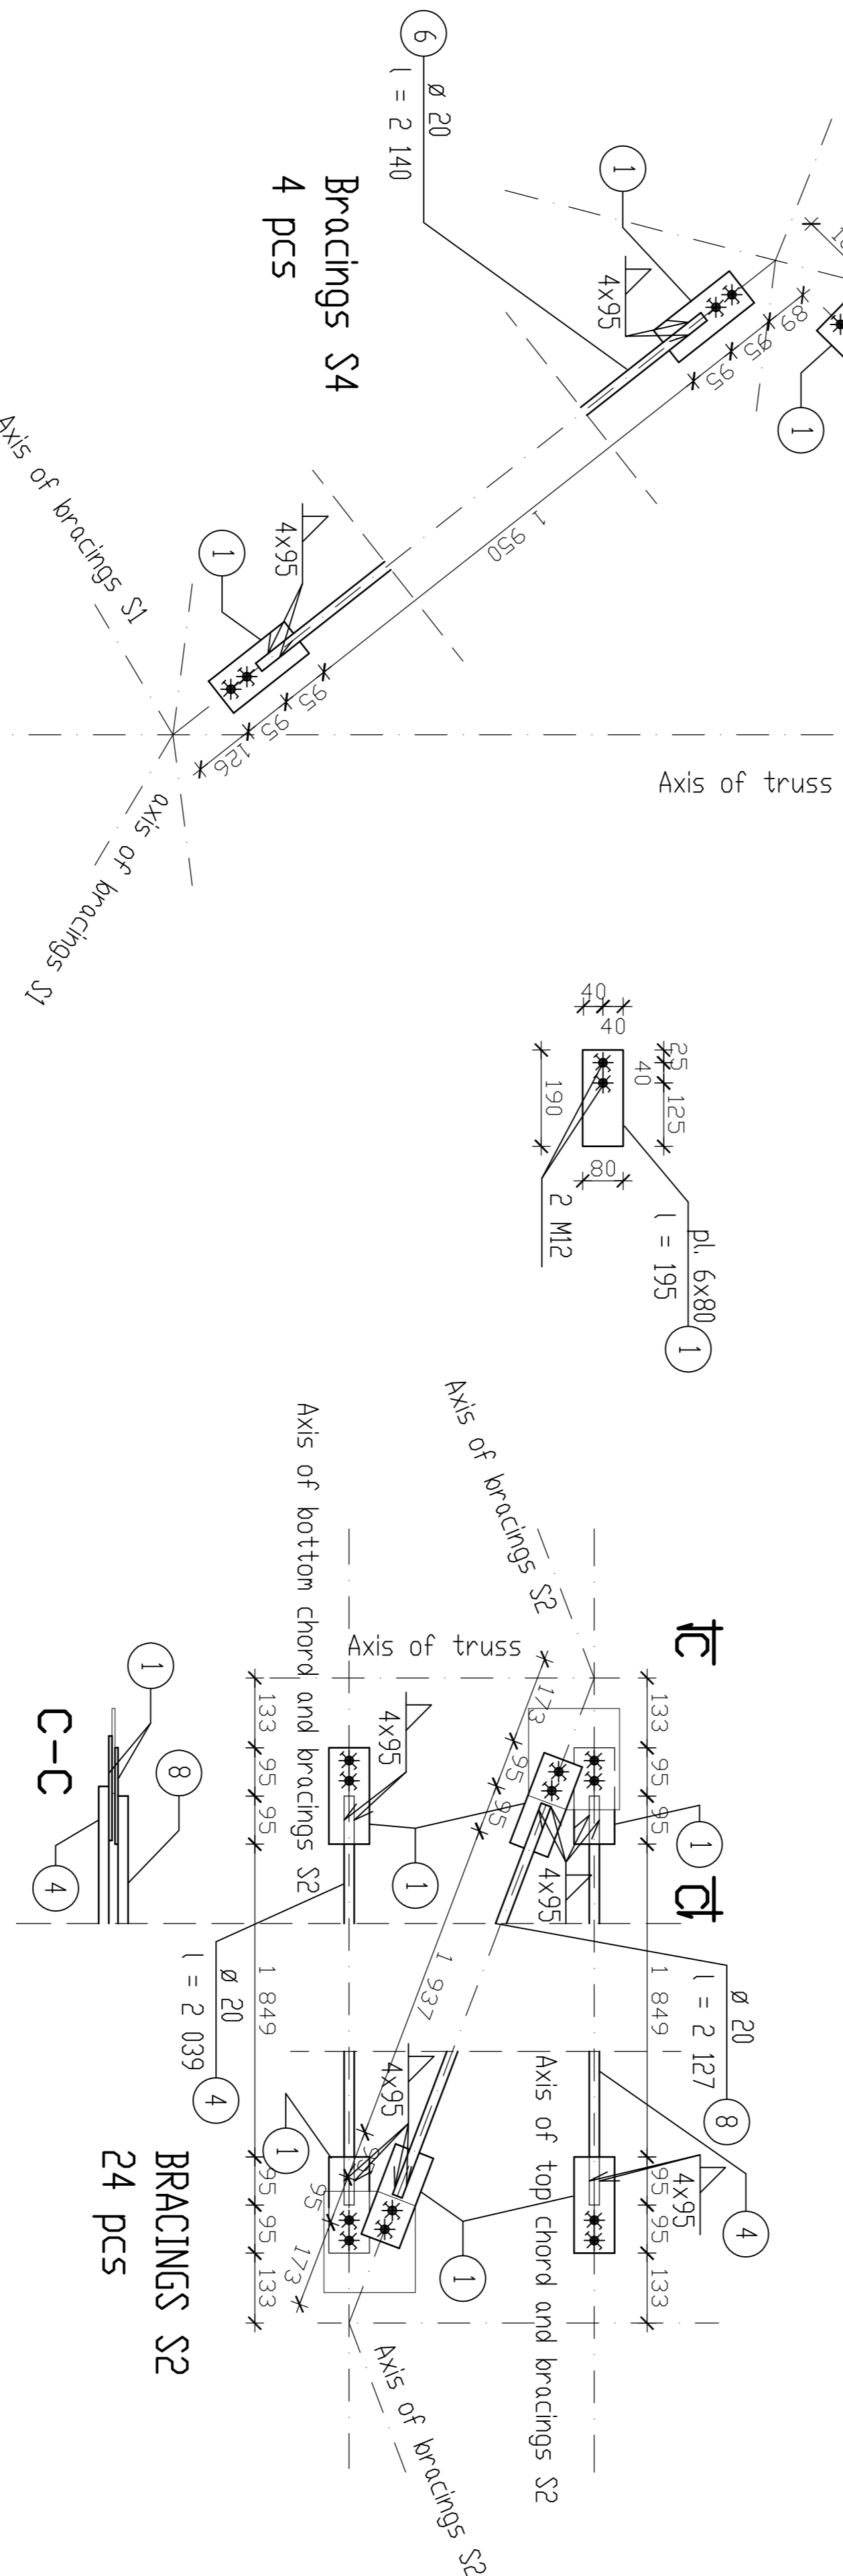 6
ø 20
l = 2 140
1
4x95
Bracings S4
4 pcs
89
95
95
1
1 950
1
4x95
95
95
126
Axis of bracings S1
axis of bracings S1
Axis of truss
40
40
25
40
125
190
80
2 M12
pl. 6x80
l = 195
1
Axis of bracings S2
Axis of bottom chord and bracings S2
Axis of truss
C
C
C-C
1
8
4
133
95
95
1 849
95
95
133
4x95
1
173
95
95
1 937
95
95
173
133
95
95
1 849
95
95
133
1
4x95
ø 20
l = 2 039
4
ø 20
l = 2 127
8
4x95
1
1
4x95
4
Axis of top chord and bracings S2
Axis of bracings S2
BRACINGS S2
24 pcs